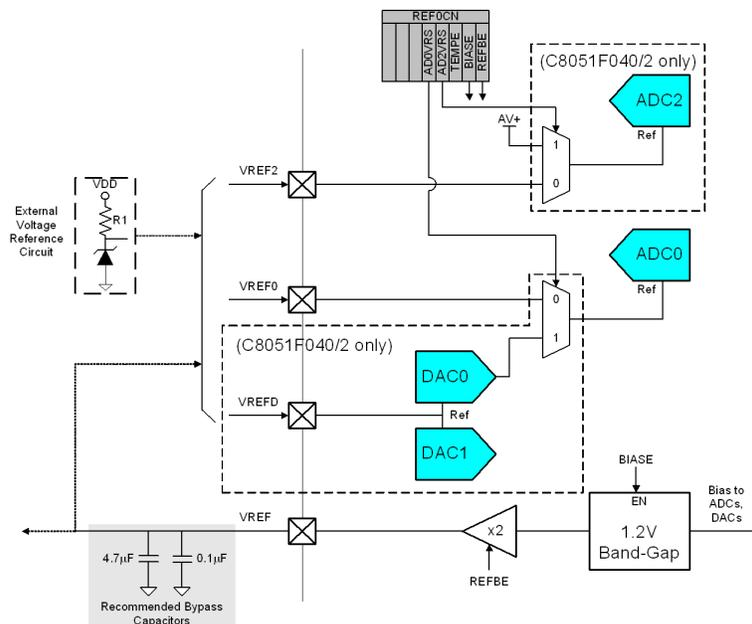 REF0CN
AD0VRS
AD2VRS
TEMPE
BIASE
REFBE
(C8051F040/2 only)
ADC2
Ref
AV+
1
0
VREF2
VDD
R1
External
Voltage
Reference
Circuit
ADC0
Ref
VREF0
0
1
(C8051F040/2 only)
DAC0
VREFD
Ref
DAC1
BIASE
EN
Bias to
ADCs,
DACs
VREF
x2
1.2V
Band-Gap
REFBE
4.7µF
0.1µF
Recommended Bypass
Capacitors